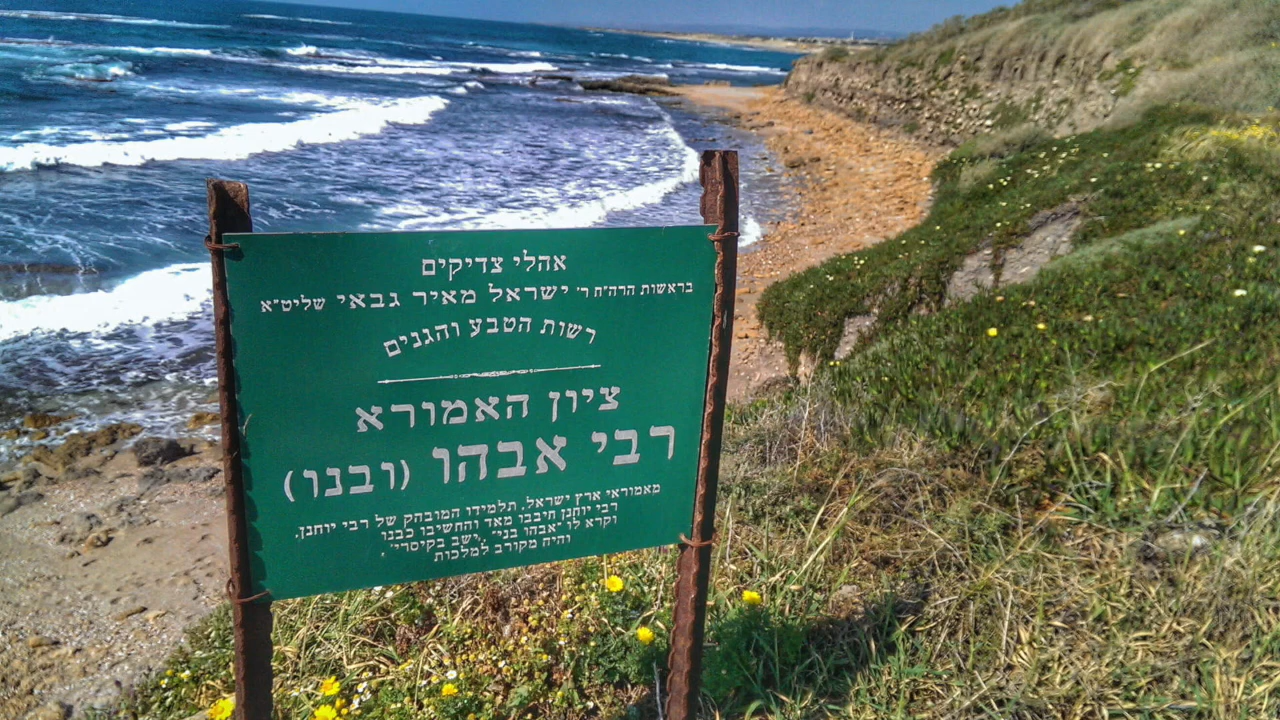 אהלי צדיקים
בראשות הרה"ח ר' ישראל מאיר גבאי שליט"א
רשות הטבע והגנים
ציון האמורא
רבי אבהו (ובנו)
מאמוראי ארץ ישראל. תלמידו המובהק של רבי יוחנן.
רבי יוחנן חיבבו מאד והחשיבו כבנו
וקרא לו "אבהו בני". ישב בקיסרי,
והיה מקורב למלכות